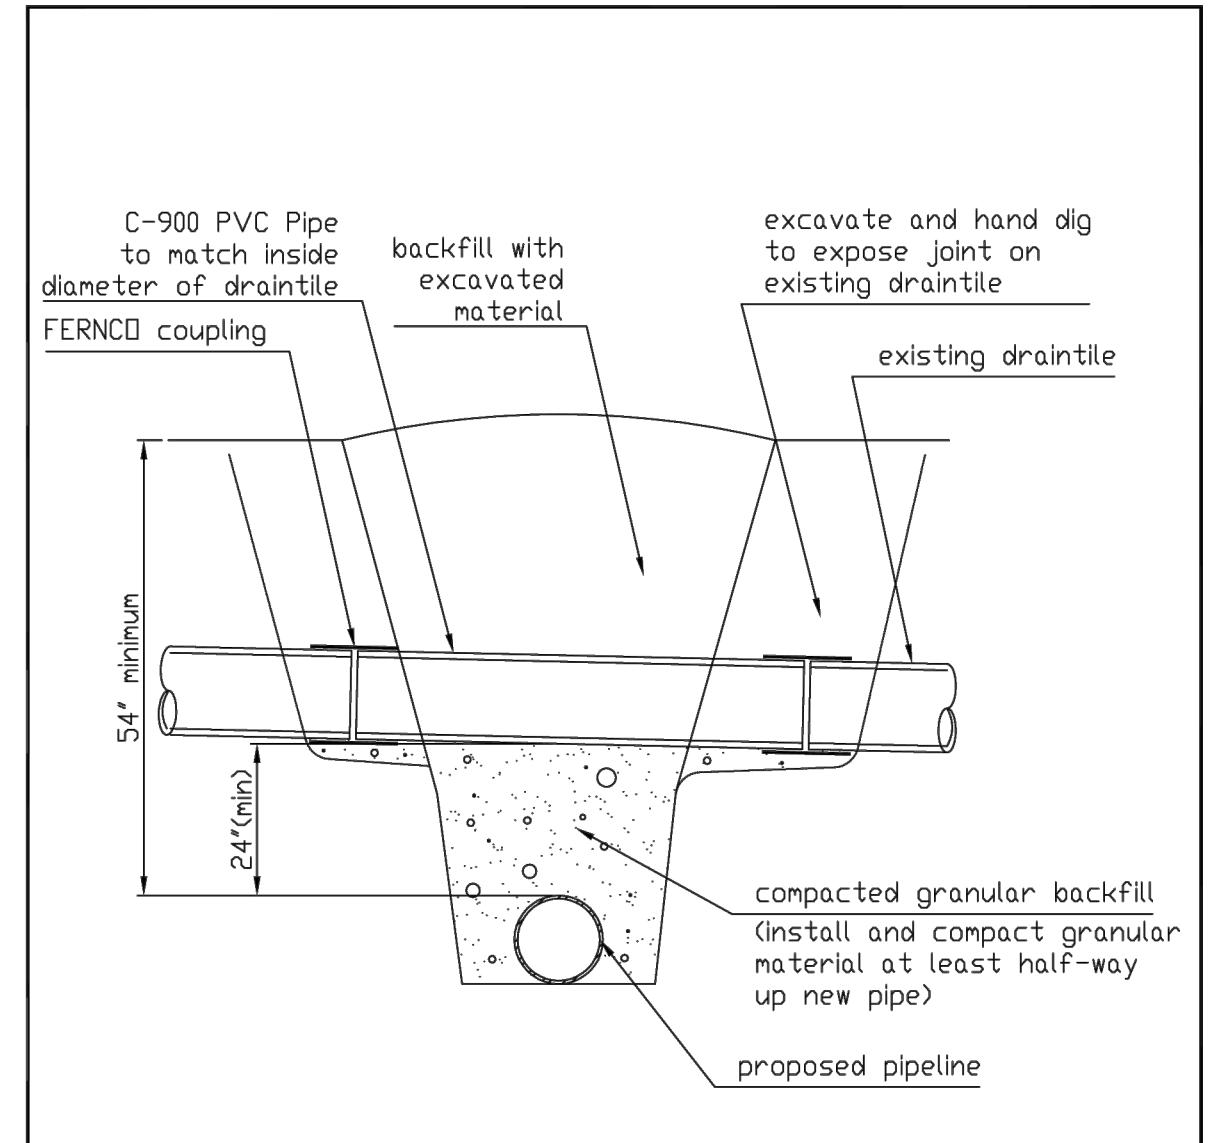 C-900 PVC Pipe
to match inside
diameter of draintile
FERNCO coupling
backfill with
excavated
material
excavate and hand dig
to expose joint on
existing draintile
existing draintile
54" minimum
24"(min)
compacted granular backfill
(install and compact granular
material at least half-way
up new pipe)
proposed pipeline